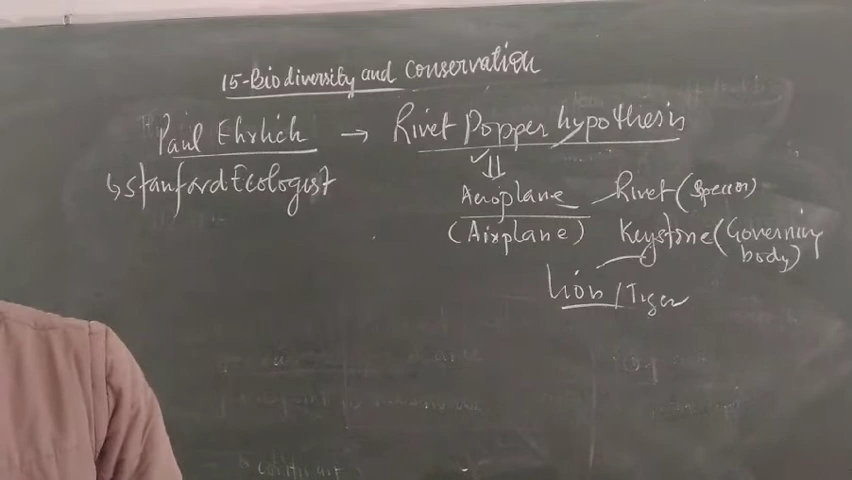 15-Biodiversity and Conservation
Paul Ehrlich → Rivet Popper hypothesis
↳ Stanford Ecologist
Aeroplane Rivet (Species)
(Airplane) Keystone (Governing
body)
Lion / Tiger